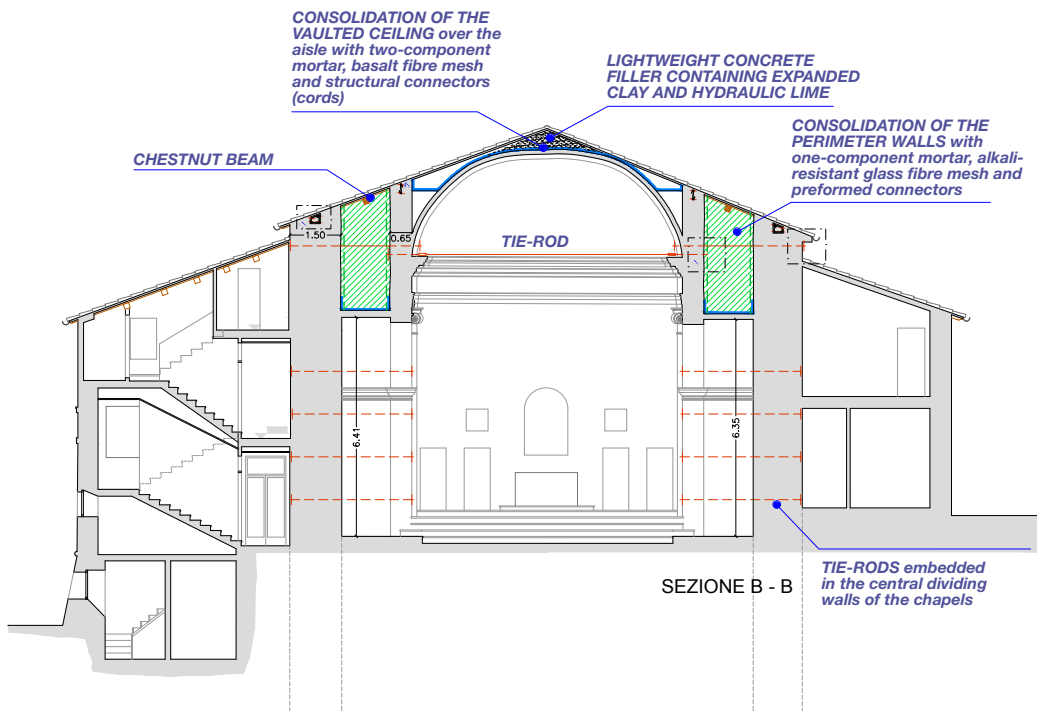 CONSOLIDATION OF THE
VAULTED CEILING over the
aisle with two-component
mortar, basalt fibre mesh
and structural connectors
(cords)
LIGHTWEIGHT CONCRETE
FILLER CONTAINING EXPANDED
CLAY AND HYDRAULIC LIME
CONSOLIDATION OF THE
PERIMETER WALLS with
one-component mortar, alkali-
resistant glass fibre mesh and
preformed connectors
CHESTNUT BEAM
1.50
0.65
TIE-ROD
6.41
6.35
TIE-RODS embedded
in the central dividing
walls of the chapels
SEZIONE B - B